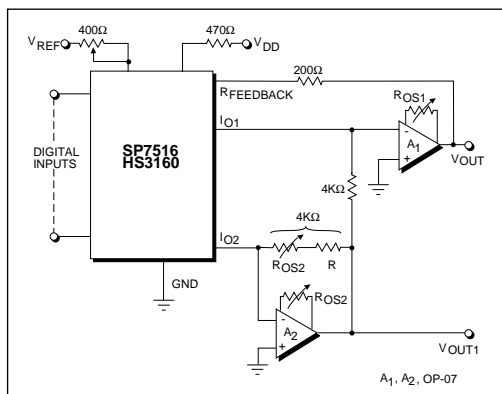 400Ω
470Ω
VREF
VDD
200Ω
RFEEDBACK
ROS1
IO1
SP7516
HS3160
DIGITAL
INPUTS
A1
VOUT
4KΩ
4KΩ
IO2
ROS2 R
GND
ROS2
A2
VOUT1
A1, A2, OP-07